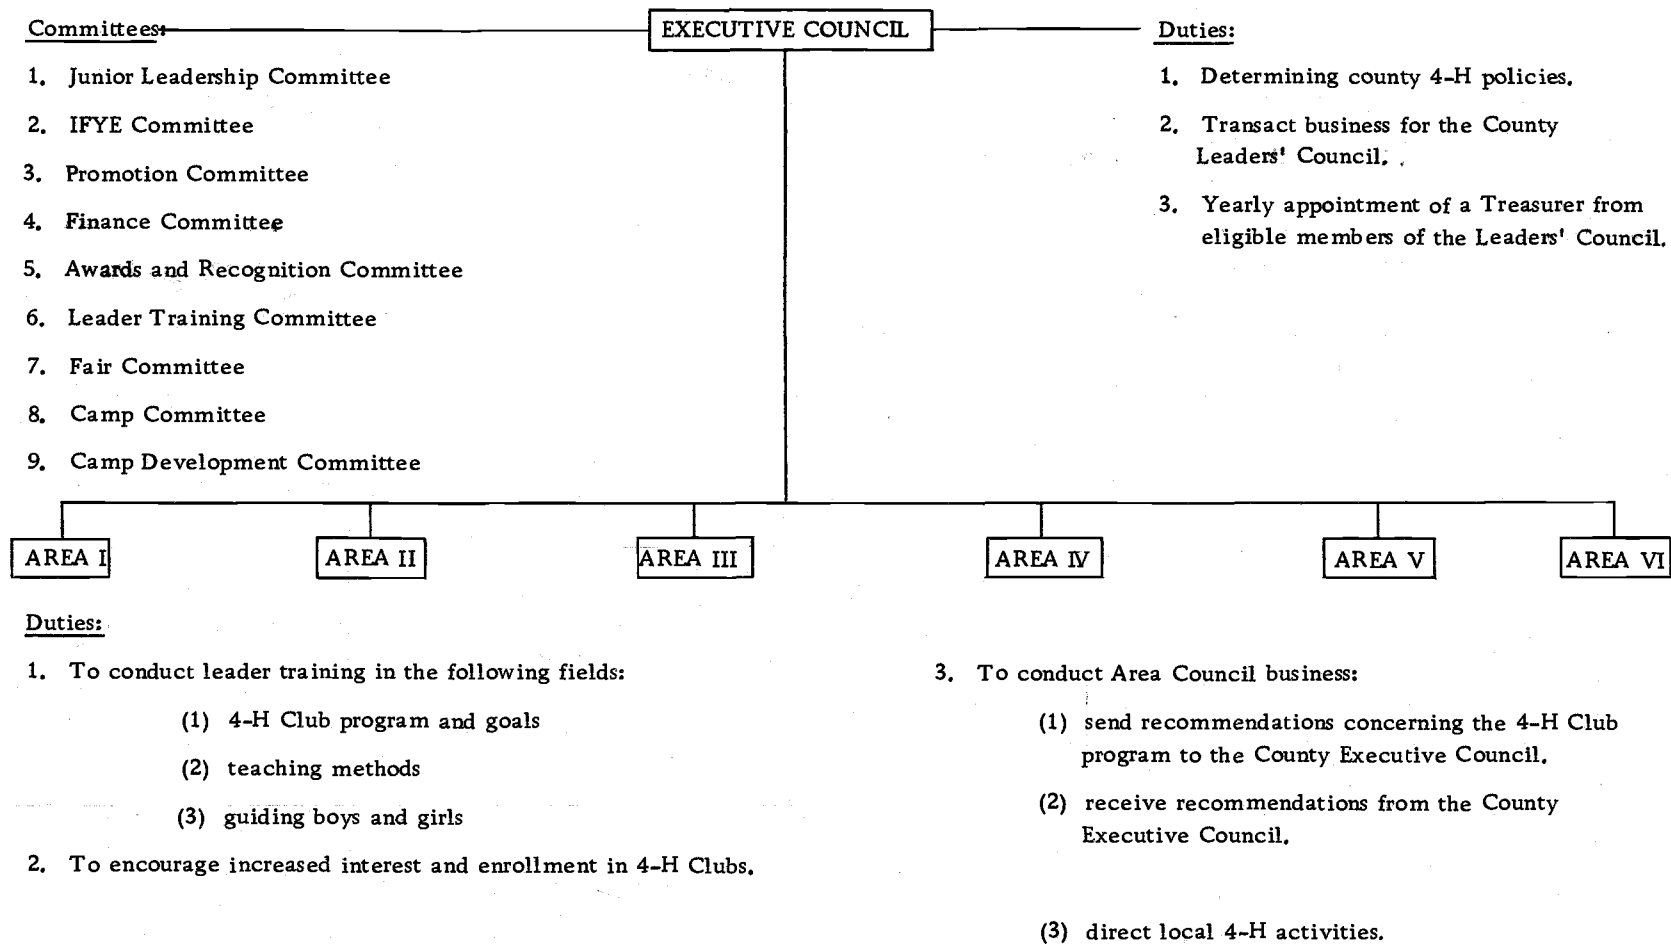 Committees:
EXECUTIVE COUNCIL
Duties:
1. Junior Leadership Committee
2. IFYE Committee
3. Promotion Committee
4. Finance Committee
5. Awards and Recognition Committee
6. Leader Training Committee
7. Fair Committee
8. Camp Committee
9. Camp Development Committee
1. Determining county 4-H policies.
2. Transact business for the County
Leaders' Council.
3. Yearly appointment of a Treasurer from
eligible members of the Leaders' Council.
AREA I
AREA II
AREA III
AREA IV
AREA V
AREA VI
Duties:
1. To conduct leader training in the following fields:
(1) 4-H Club program and goals
(2) teaching methods
(3) guiding boys and girls
2. To encourage increased interest and enrollment in 4-H Clubs.
3. To conduct Area Council business:
(1) send recommendations concerning the 4-H Club
program to the County Executive Council.
(2) receive recommendations from the County
Executive Council.
(3) direct local 4-H activities.